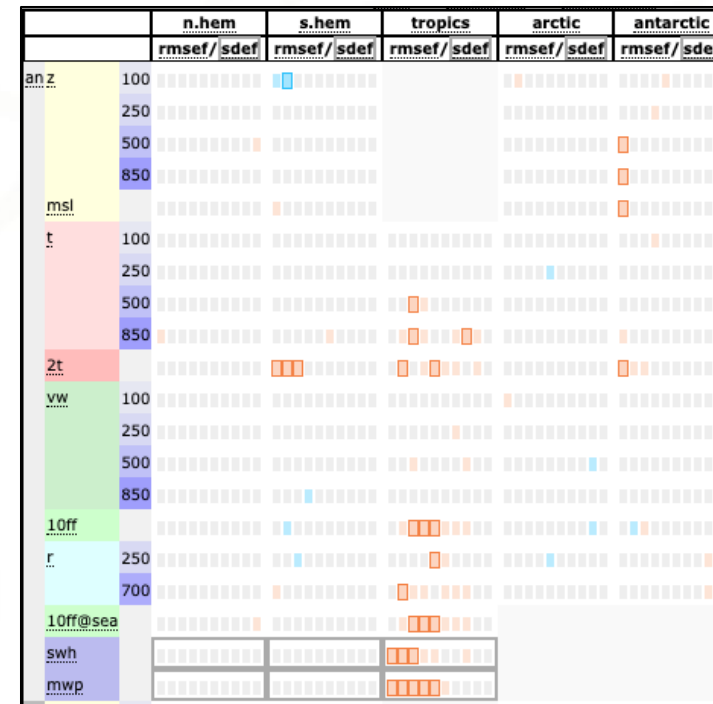 n.hem s.hem tropics arctic antarctic
rmsef/ sdef rmsef/ sdef rmsef/ sdef rmsef/ sdef rmsef/ sde
an z 100
250
500
850
msl
t 100
250
500
850
2t
vw 100
250
500
850
10ff
r 250
700
10ff@sea
swh
mwp